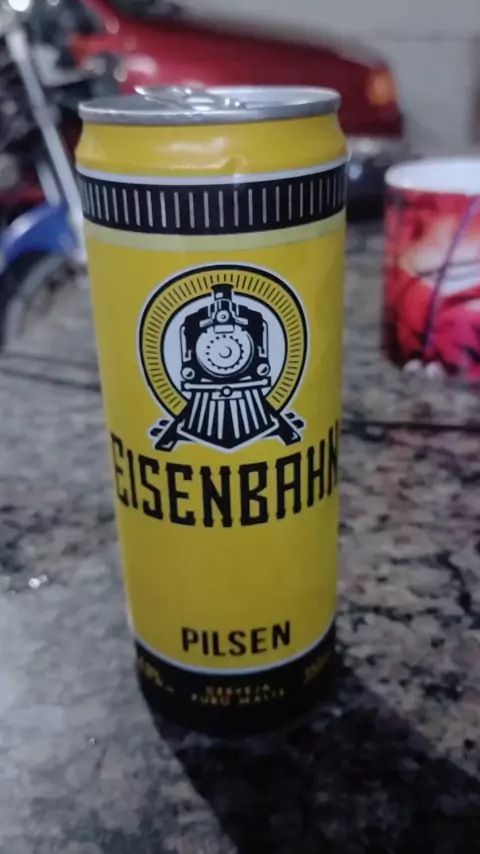 EISENBAHN
PILSEN
CERVEJA
PURO MALTE